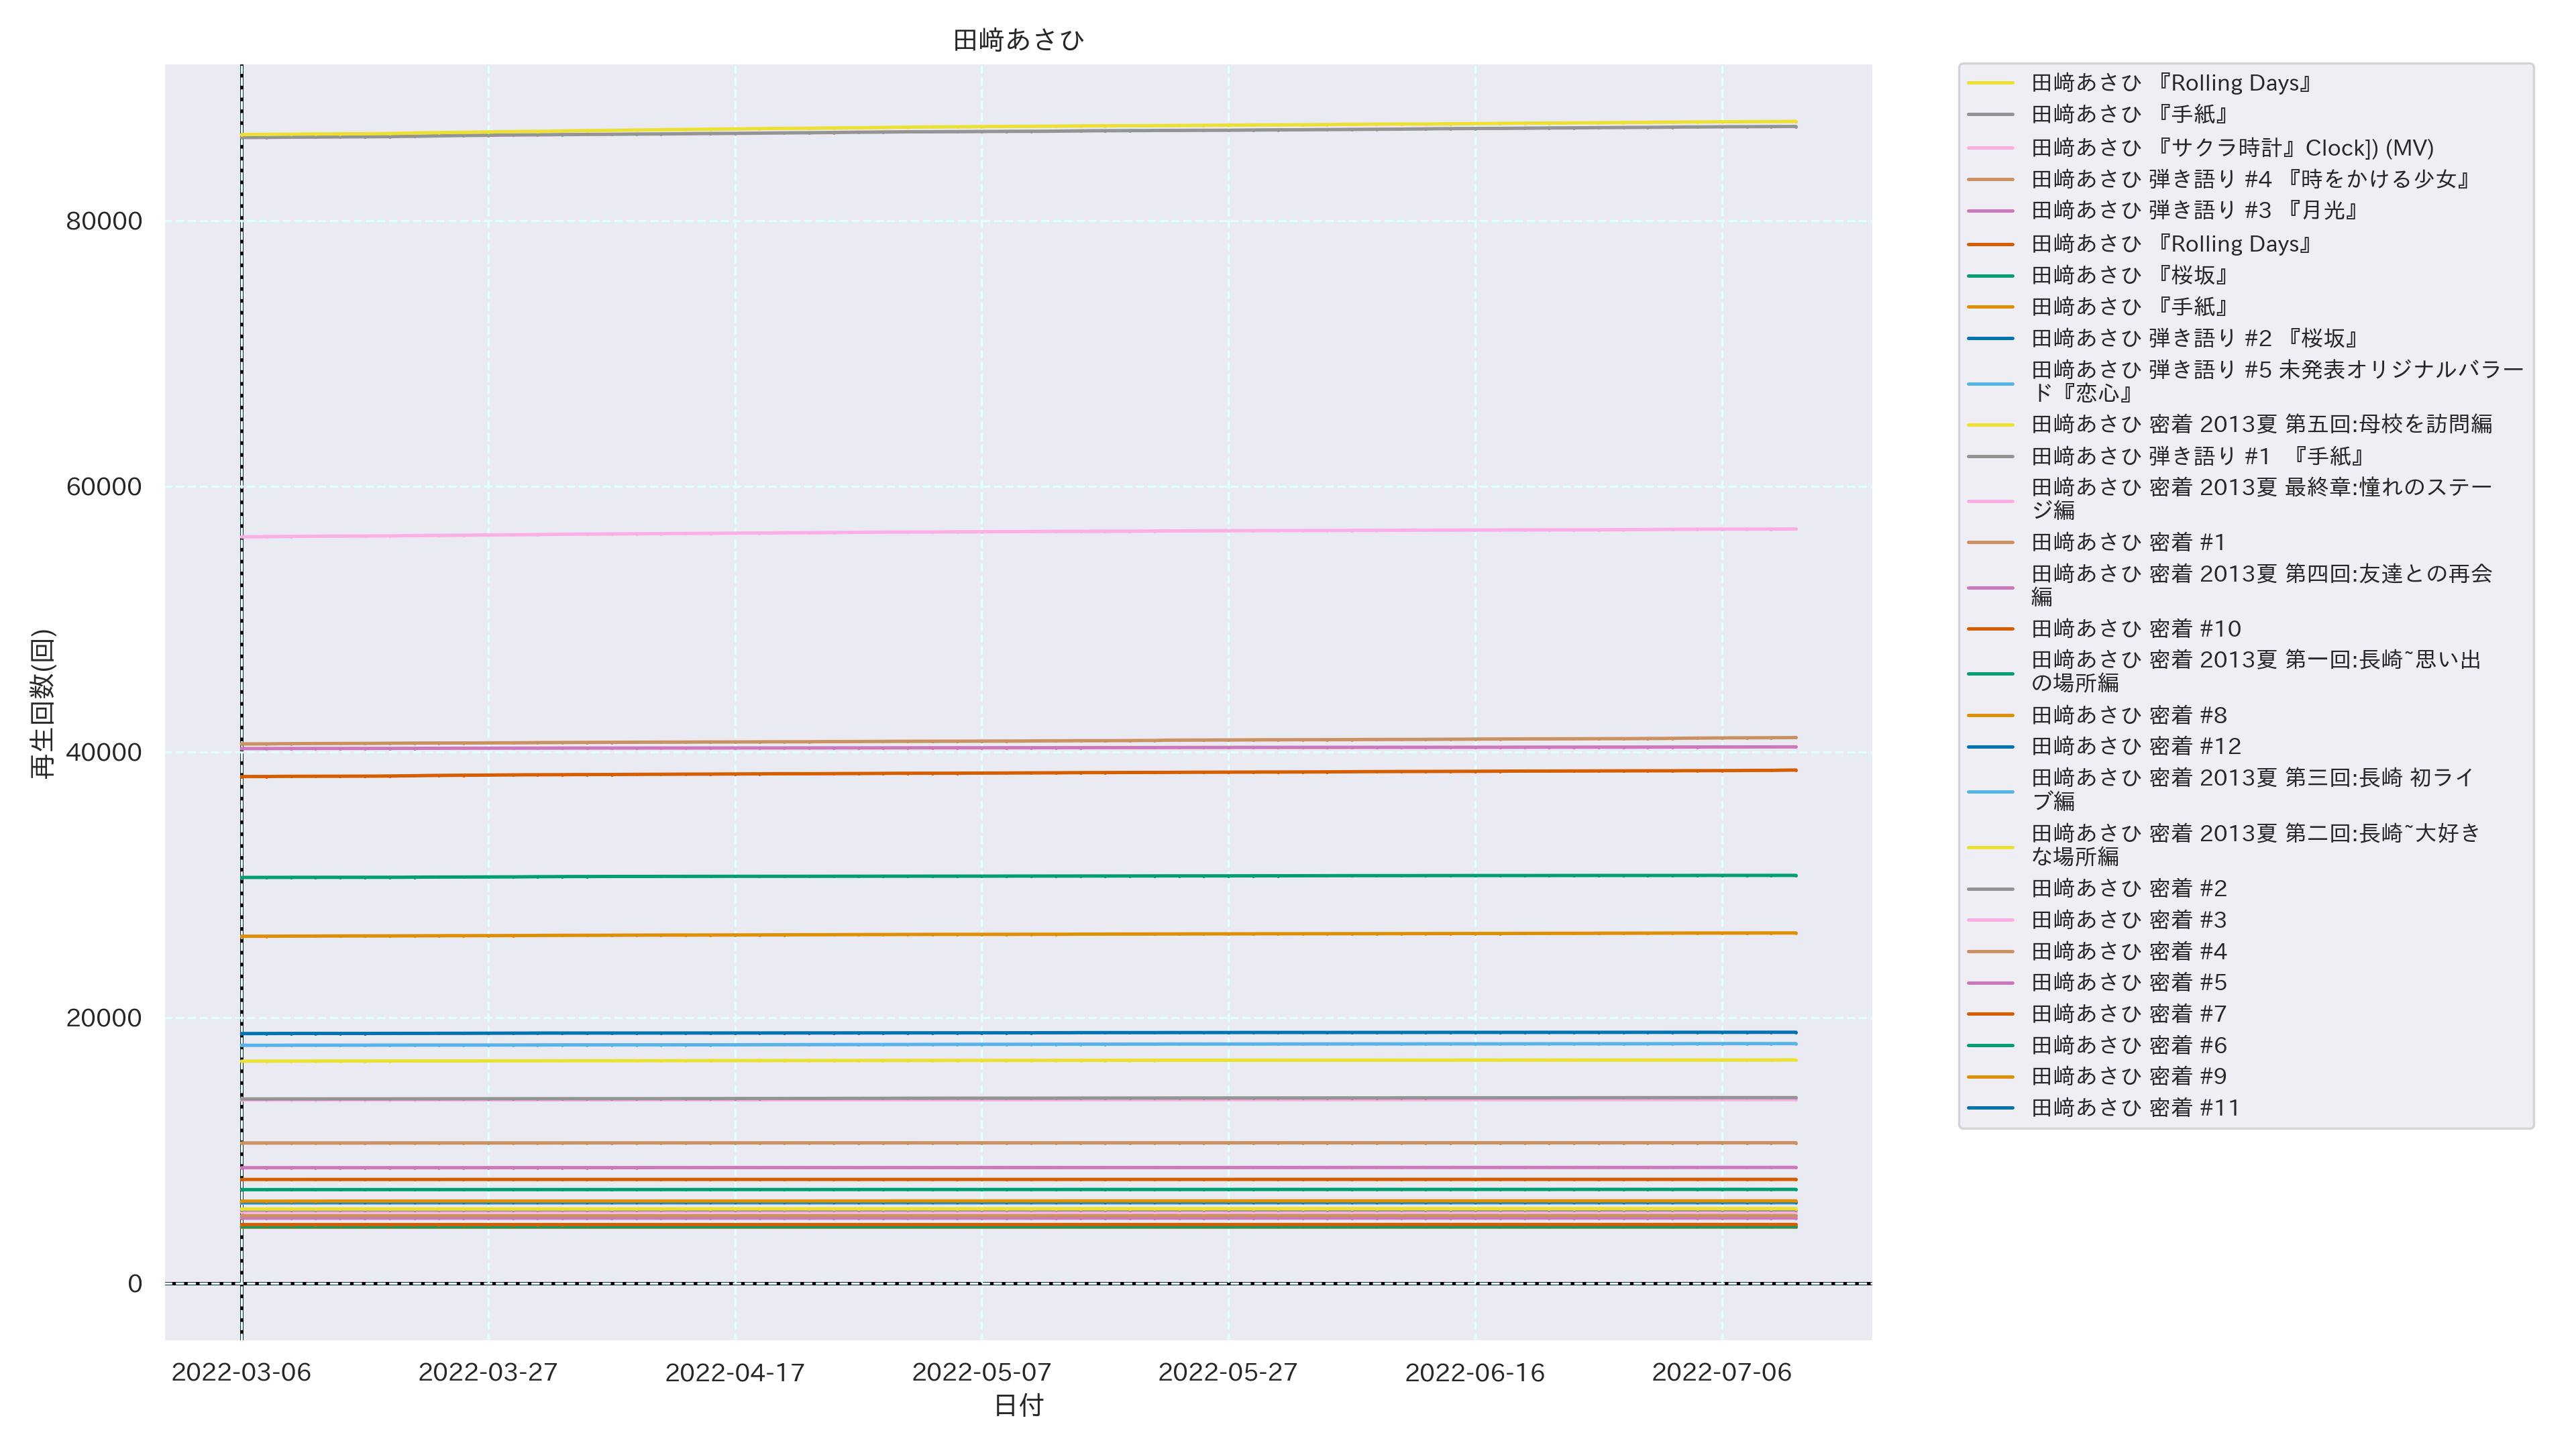 田﨑あさひ
再生回数(回)
80000
60000
40000
20000
0
2022-03-06
2022-03-27
2022-04-17
2022-05-07
2022-05-27
2022-06-16
2022-07-06
日付
田﨑あさひ 『Rolling Days』
田﨑あさひ 『手紙』
田﨑あさひ 『サクラ時計』Clock]) (MV)
田﨑あさひ 弾き語り #4 『時をかける少女』
田﨑あさひ 弾き語り #3 『月光』
田﨑あさひ 『Rolling Days』
田﨑あさひ 『桜坂』
田﨑あさひ 『手紙』
田﨑あさひ 弾き語り #2 『桜坂』
田﨑あさひ 弾き語り #5 未発表オリジナルバラー
ド『恋心』
田﨑あさひ 密着 2013夏 第五回:母校を訪問編
田﨑あさひ 弾き語り #1 『手紙』
田﨑あさひ 密着 2013夏 最終章:憧れのステー
ジ編
田﨑あさひ 密着 #1
田﨑あさひ 密着 2013夏 第四回:友達との再会
編
田﨑あさひ 密着 #10
田﨑あさひ 密着 2013夏 第一回:長崎~思い出
の場所編
田﨑あさひ 密着 #8
田﨑あさひ 密着 #12
田﨑あさひ 密着 2013夏 第三回:長崎 初ライ
ブ編
田﨑あさひ 密着 2013夏 第二回:長崎~大好き
な場所編
田﨑あさひ 密着 #2
田﨑あさひ 密着 #3
田﨑あさひ 密着 #4
田﨑あさひ 密着 #5
田﨑あさひ 密着 #7
田﨑あさひ 密着 #6
田﨑あさひ 密着 #9
田﨑あさひ 密着 #11